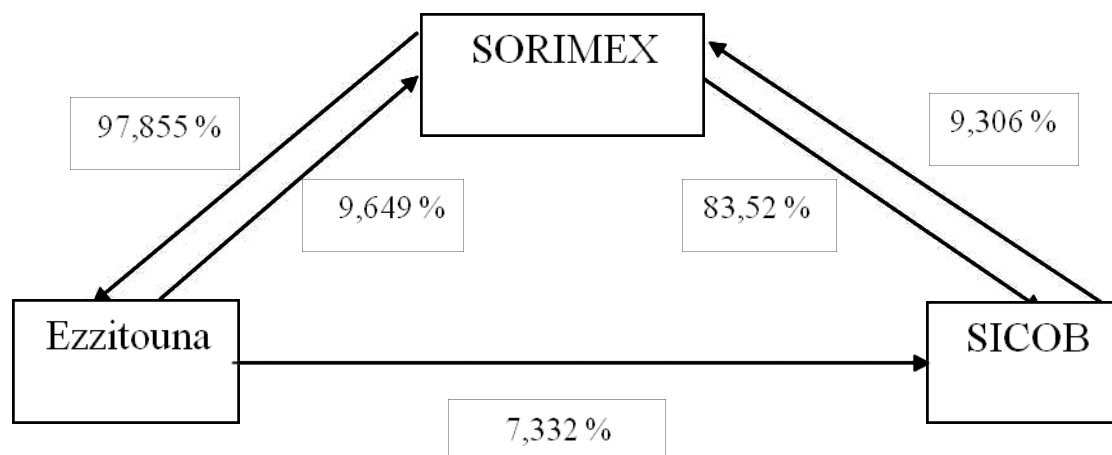 SORIMEX
97,855 %
9,306 %
9,649 %
83,52 %
Ezzitouna
SICOB
7,332 %